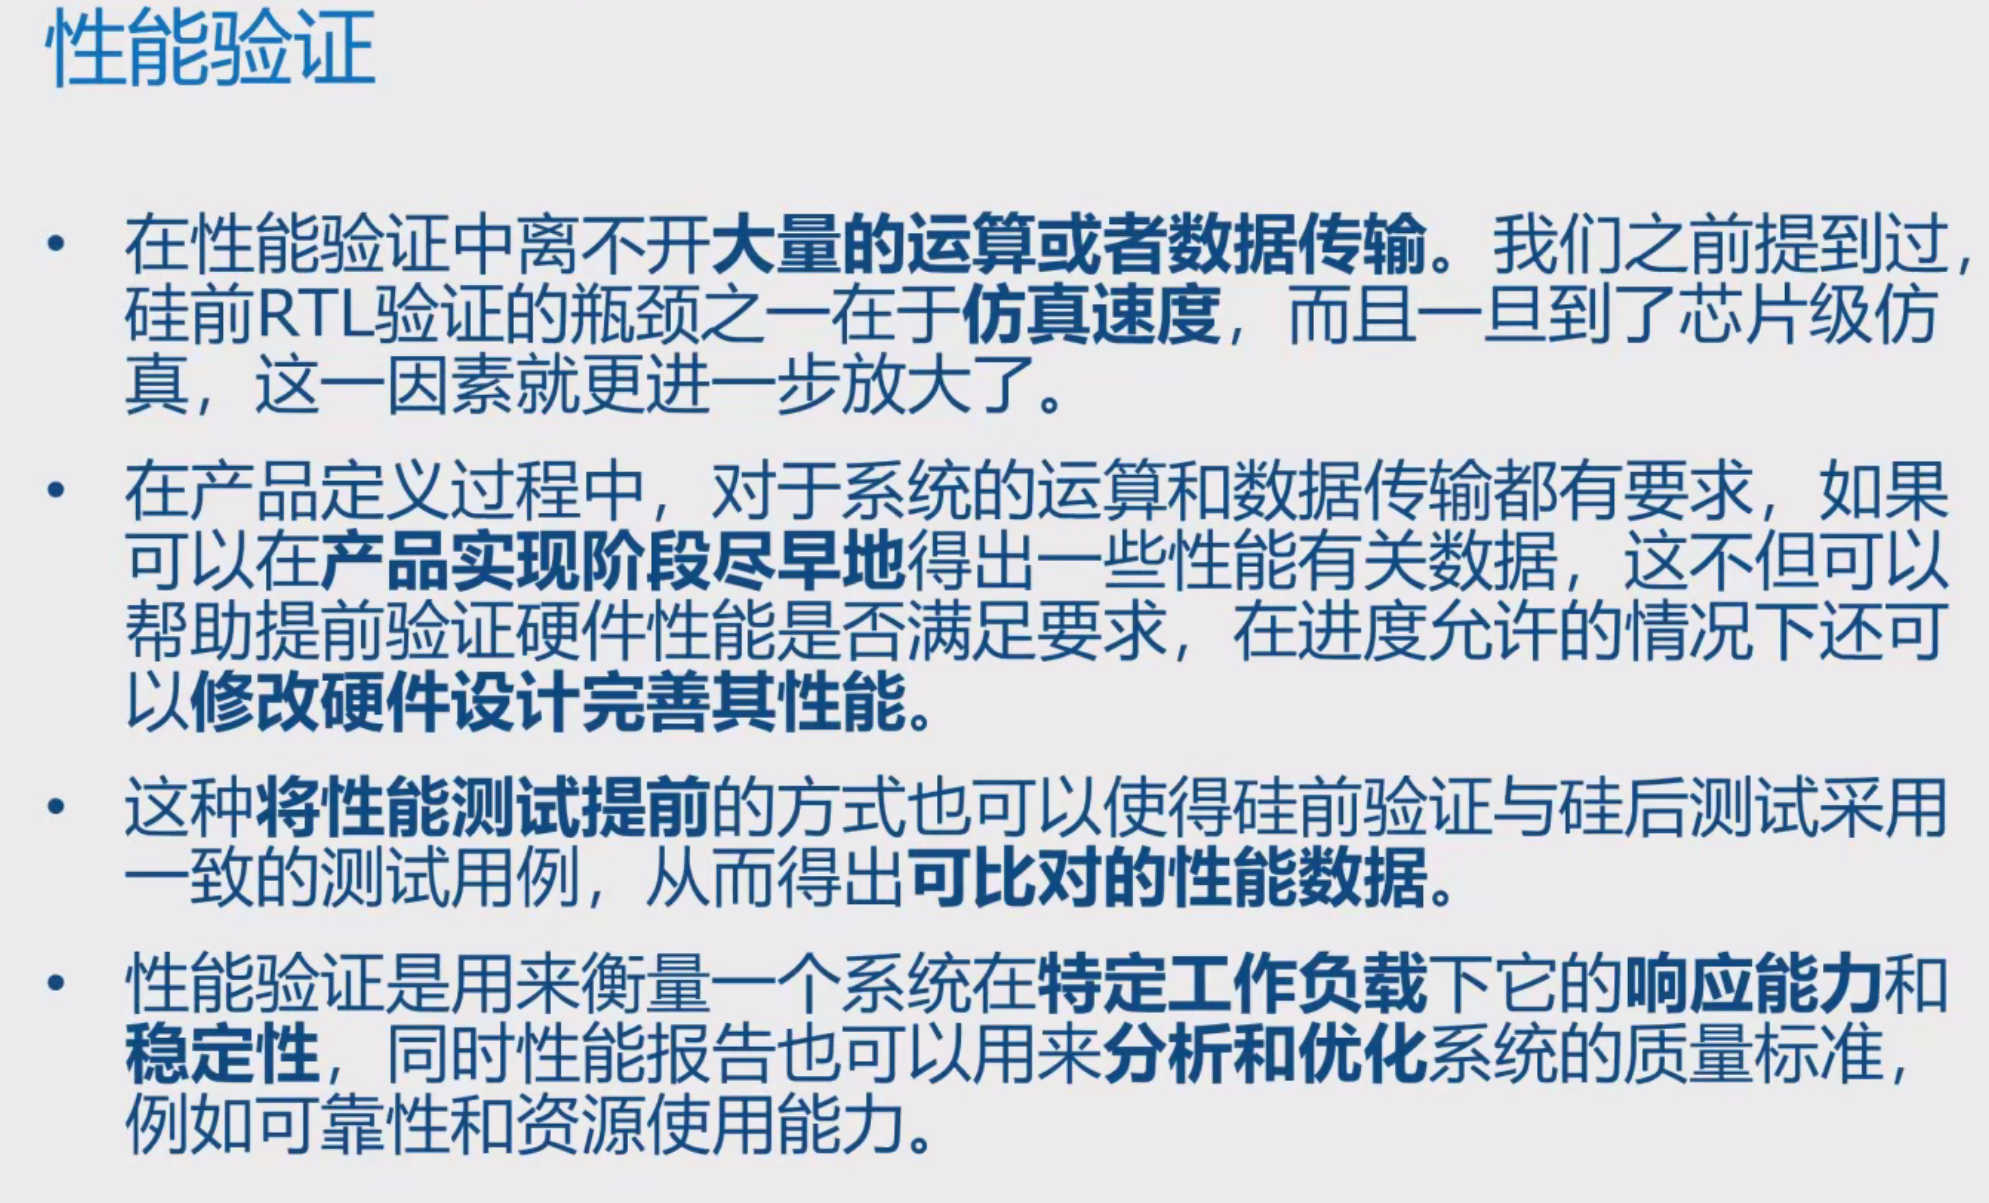 性能验证
• 在性能验证中离不开大量的运算或者数据传输。我们之前提到过，
硅前RTL验证的瓶颈之一在于仿真速度，而且一旦到了芯片级仿
真，这一因素就更进一步放大了。
• 在产品定义过程中，对于系统的运算和数据传输都有要求，如果
可以在产品实现阶段尽早地得出一些性能有关数据，这不但可以
帮助提前验证硬件性能是否满足要求，在进度允许的情况下还可
以修改硬件设计完善其性能。
• 这种将性能测试提前的方式也可以使得硅前验证与硅后测试采用
一致的测试用例，从而得出可比对的性能数据。
• 性能验证是用来衡量一个系统在特定工作负载下它的响应能力和
稳定性，同时性能报告也可以用来分析和优化系统的质量标准，
例如可靠性和资源使用能力。